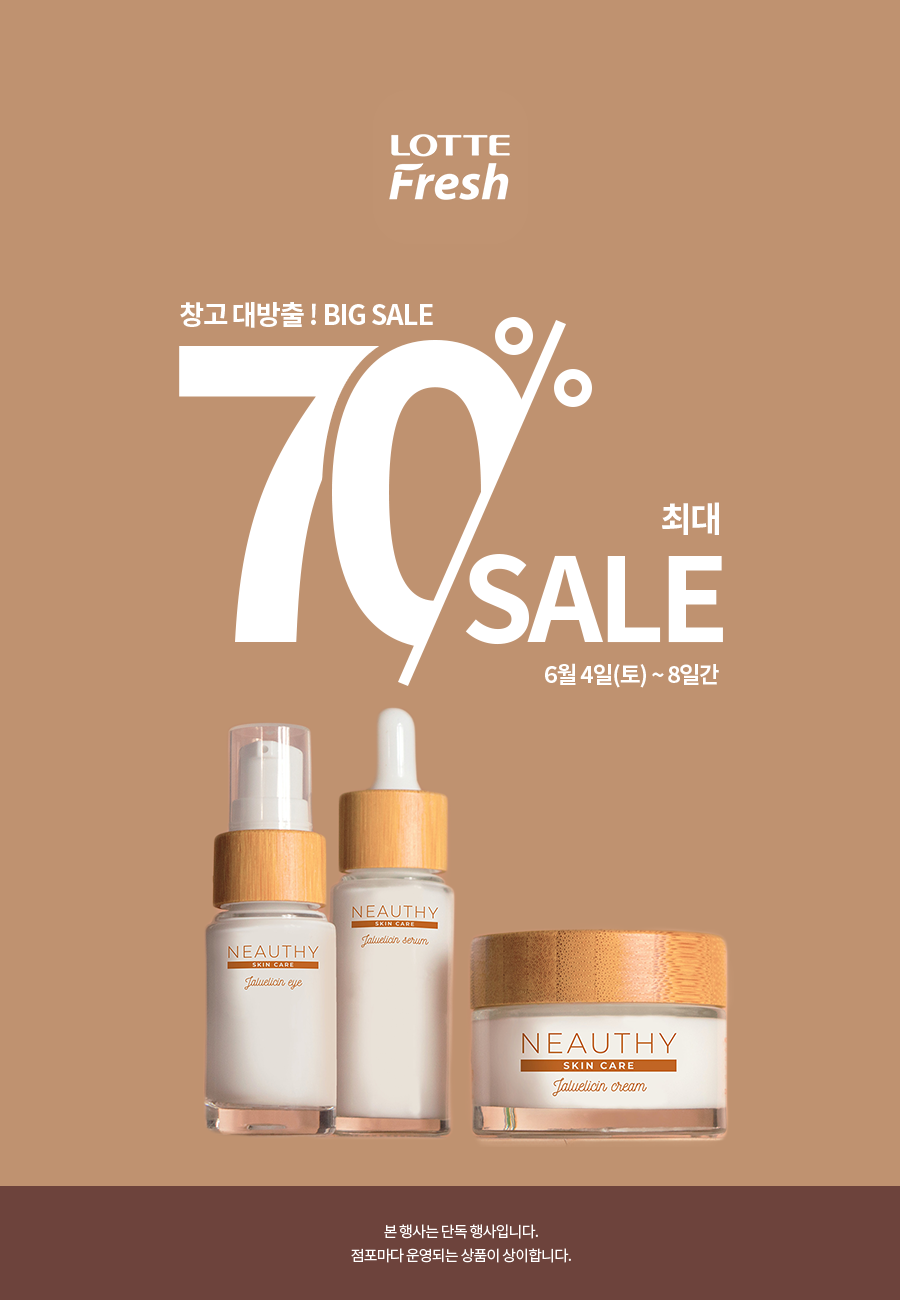 LOTTE
Fresh
창고 대방출 ! BIG SALE
70%
최대
SALE
6월 4일(토) ~ 8일간
NEAUTHY
SKIN CARE
Jaluelicin eye
NEAUTHY
SKIN CARE
Jaluelicin serum
NEAUTHY
SKIN CARE
Jaluelicin cream
본 행사는 단독 행사입니다.
점포마다 운영되는 상품이 상이합니다.